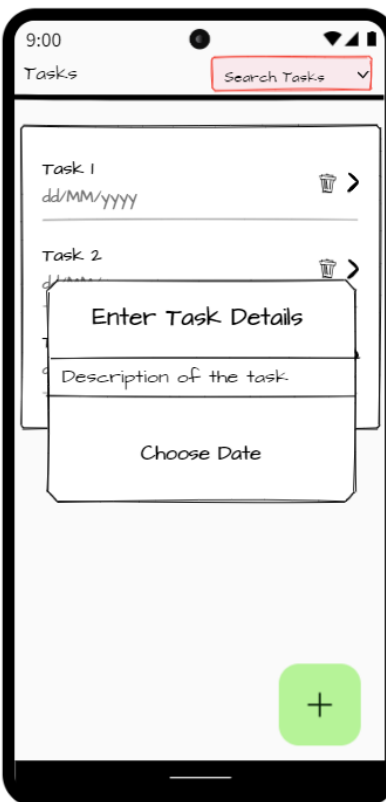 9:00
Tasks
Search Tasks
Task 1
dd/MM/yyyy
Task 2
Enter Task Details
Description of the task
Choose Date